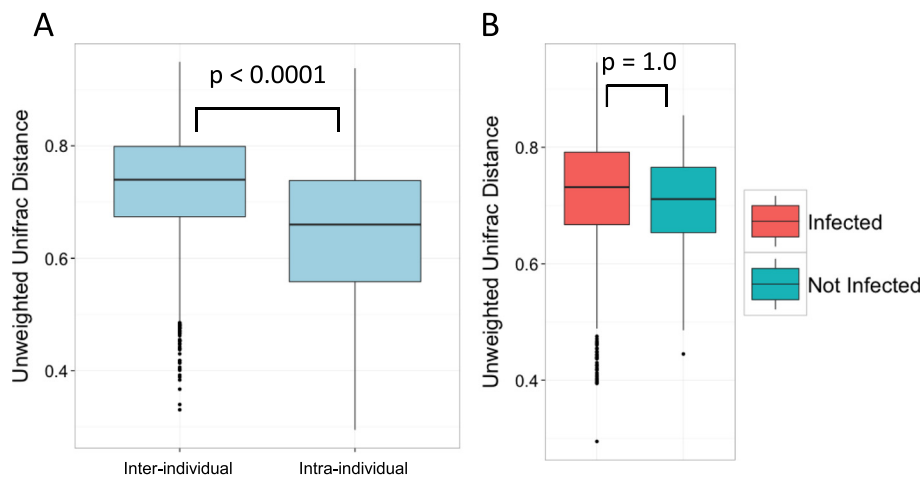 A
p < 0.0001
Unweighted Unifrac Distance
0.8
0.6
0.4
Inter-individual
Intra-individual
B
p = 1.0
Unweighted Unifrac Distance
0.8
0.6
0.4
Infected
Not Infected